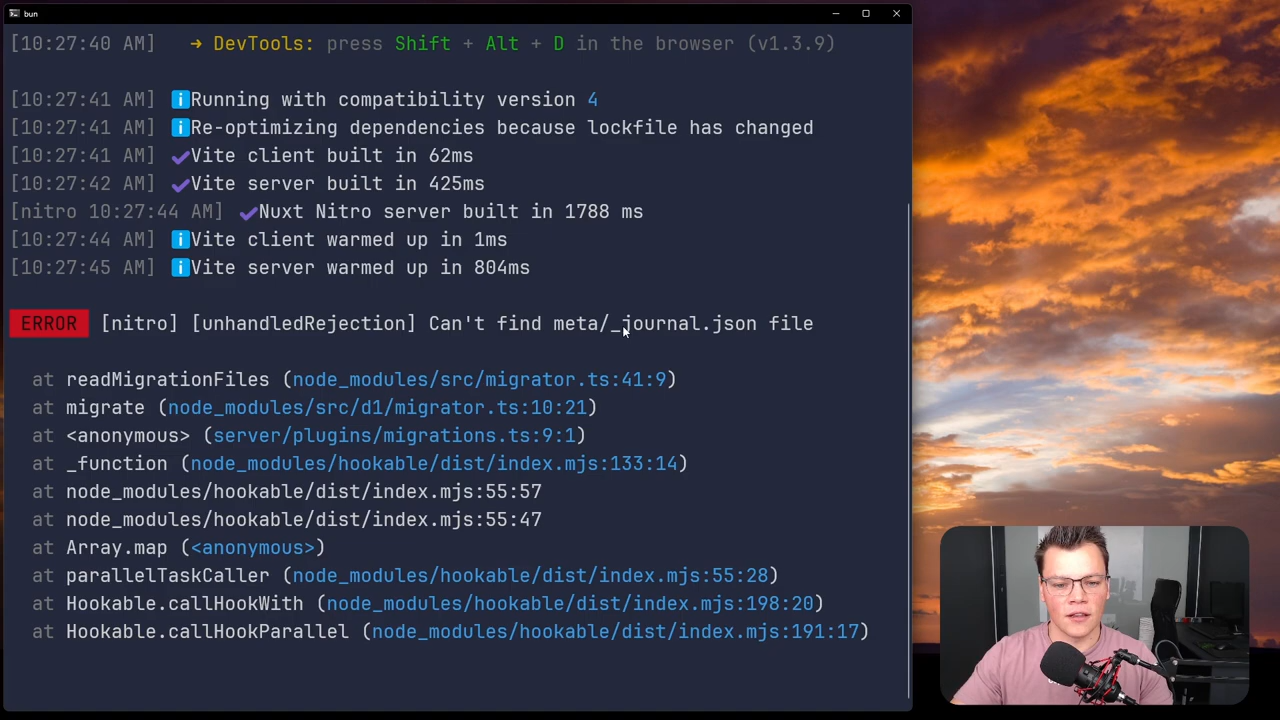 bun
[10:27:40 AM] → DevTools: press Shift + Alt + D in the browser (v1.3.9)
[10:27:41 AM] i Running with compatibility version 4
[10:27:41 AM] i Re-optimizing dependencies because lockfile has changed
[10:27:41 AM] ✔ Vite client built in 62ms
[10:27:42 AM] ✔ Vite server built in 425ms
[nitro 10:27:44 AM] ✔ Nuxt Nitro server built in 1788 ms
[10:27:44 AM] i Vite client warmed up in 1ms
[10:27:45 AM] i Vite server warmed up in 804ms
ERROR [nitro] [unhandledRejection] Can't find meta/_journal.json file
at readMigrationFiles (node_modules/src/migrator.ts:41:9)
at migrate (node_modules/src/d1/migrator.ts:10:21)
at <anonymous> (server/plugins/migrations.ts:9:1)
at _function (node_modules/hookable/dist/index.mjs:133:14)
at node_modules/hookable/dist/index.mjs:55:57
at node_modules/hookable/dist/index.mjs:55:47
at Array.map (<anonymous>)
at parallelTaskCaller (node_modules/hookable/dist/index.mjs:55:28)
at Hookable.callHookWith (node_modules/hookable/dist/index.mjs:198:20)
at Hookable.callHookParallel (node_modules/hookable/dist/index.mjs:191:17)